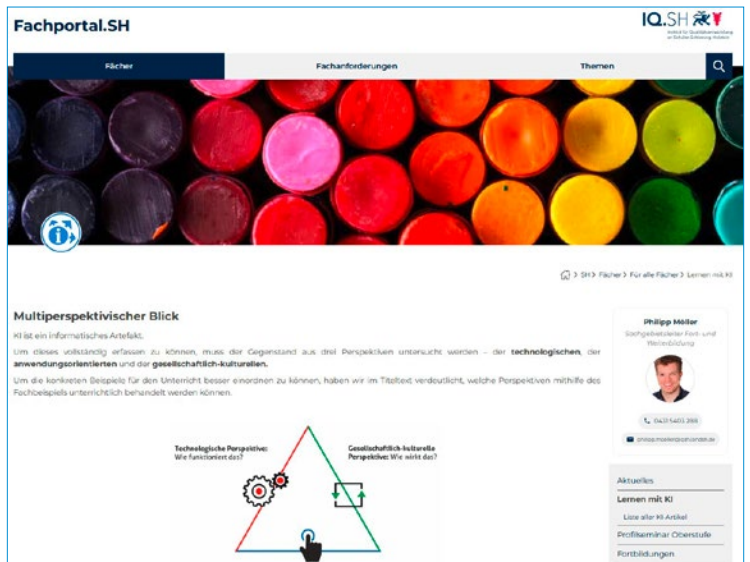 Fachportal.SH
IQ.SH
Fächer
Fachanforderungen
Themen
SH
Fächer
Für alle Fächer
Lernen mit KI
Multiperspektivischer Blick
KI ist ein informatisches Artefakt.
Um dieses vollständig erfassen zu können, muss der Gegenstand aus drei Perspektiven untersucht werden – der technologischen, der
anwendungsorientierten und der gesellschaftlich-kulturellen.
Um die konkreten Beispiele für den Unterricht besser einordnen zu können, haben wir im Titeltext verdeutlicht, welche Perspektiven mithilfe des
Fachbeispiels unterrichtlich behandelt werden können.
Technologische Perspektive:
Wie funktioniert das?
Gesellschaftlich-kulturelle
Perspektive: Wie wirkt das?
Philipp Möller
Sachgebietsleiter Fort- und
Weiterbildung
Aktuelles
Lernen mit KI
Liste aller KI Artikel
Profilseminar Oberstufe
Fortbildungen